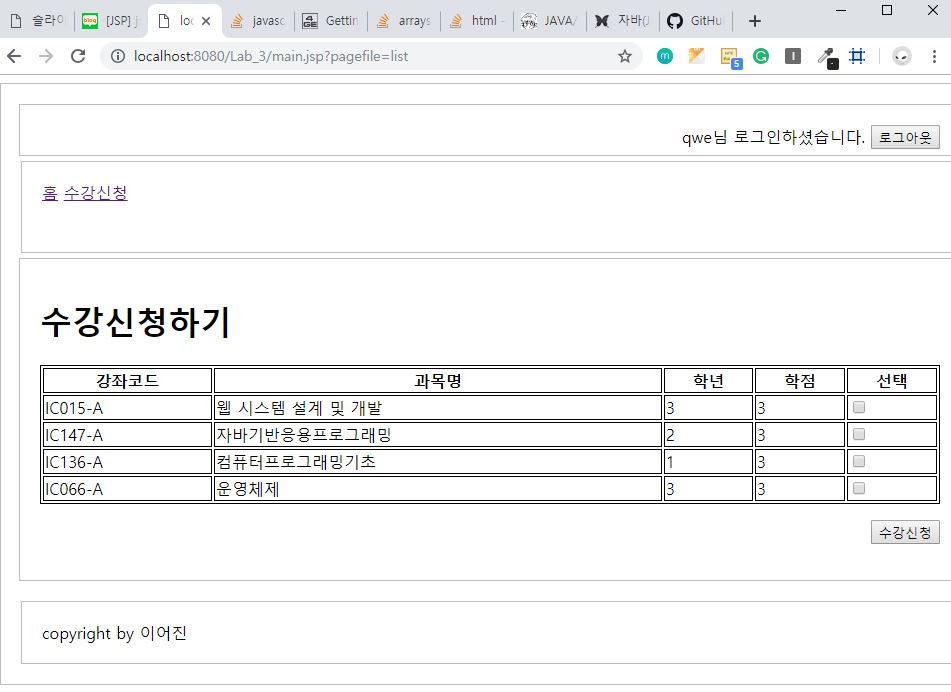 슬라이
[JSP] j
loc
javasc
Gettin
arrays
html -
JAVA/
자바(J
GitHu
localhost:8080/Lab_3/main.jsp?pagefile=list
5
qwe님 로그인하셨습니다. 로그아웃
홈 수강신청
수강신청하기
강좌코드 과목명 학년 학점 선택
IC015-A 웹 시스템 설계 및 개발 3 3
IC147-A 자바기반응용프로그래밍 2 3
IC136-A 컴퓨터프로그래밍기초 1 3
IC066-A 운영체제 3 3
수강신청
copyright by 이어진